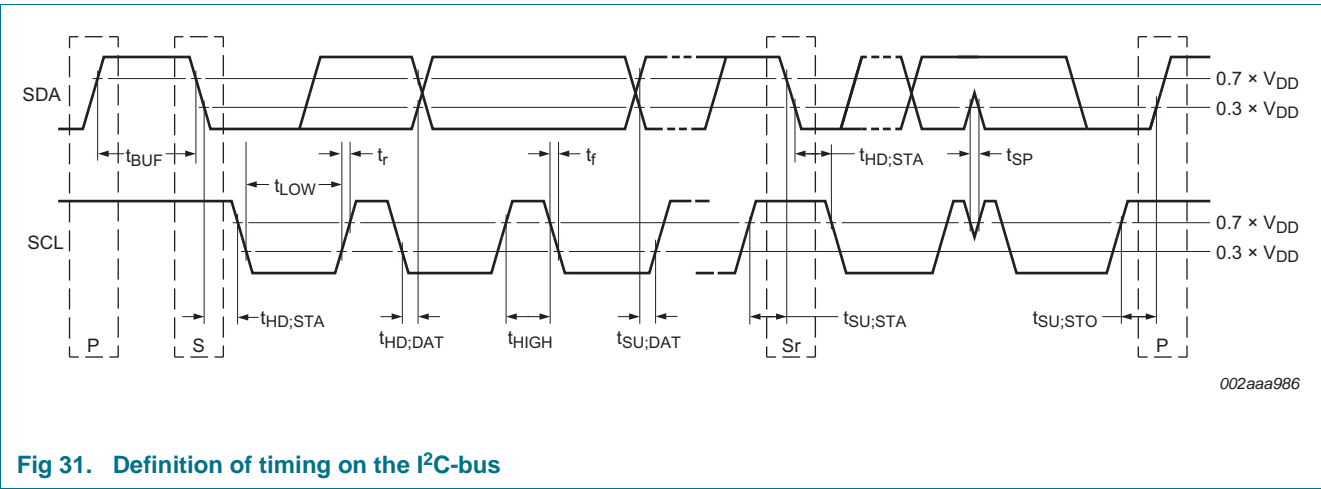 SDA
0.7 × VDD
0.3 × VDD
tBUF
tr
tf
tHD;STA
tSP
tLOW
SCL
0.7 × VDD
0.3 × VDD
tHD;STA
tHD;DAT
tHIGH
tSU;DAT
tSU;STA
tSU;STO
P
S
Sr
P
002aaa986
Fig 31. Definition of timing on the I²C-bus